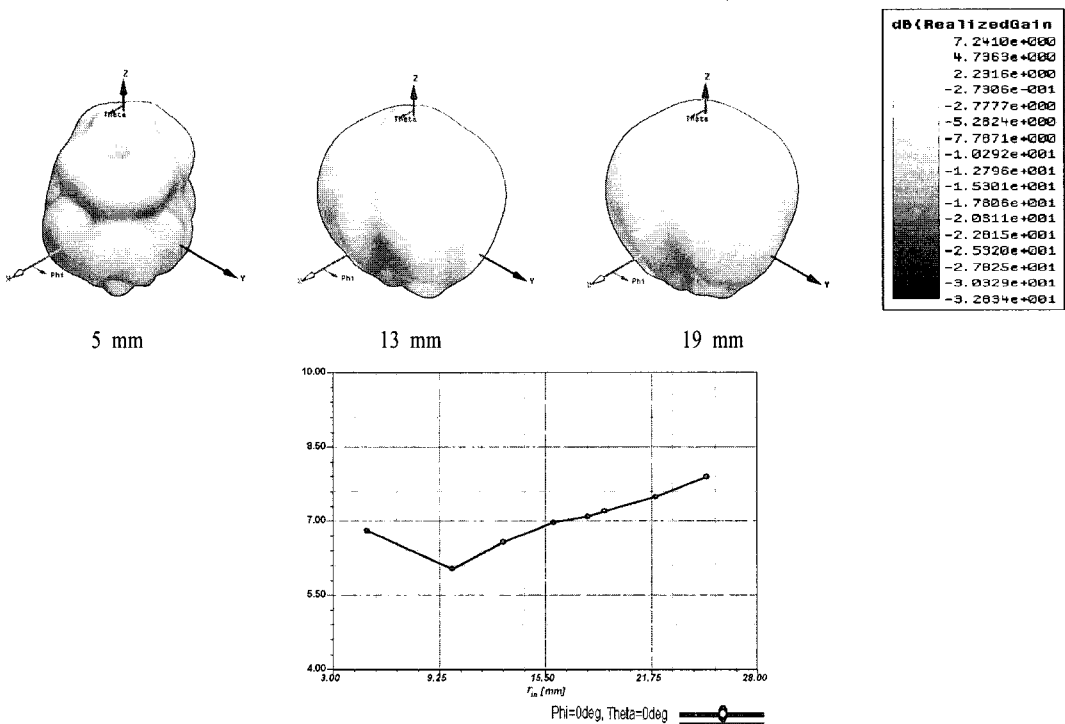 dB(RealizedGain
7.2410e+000
4.7363e+000
2.2316e+000
-2.7306e-001
-2.7777e+000
-5.2824e+000
-7.7871e+000
-1.0292e+001
-1.2796e+001
-1.5301e+001
-1.7806e+001
-2.0311e+001
-2.2815e+001
-2.5320e+001
-2.7825e+001
-3.0329e+001
-3.2834e+001
Z
Theta
X
Phi
Y
Z
Theta
Phi
Y
Z
Theta
Phi
Y
5 mm
13 mm
19 mm
10.00
8.50
7.00
5.50
4.00
3.00
9.25
15.50
21.75
28.00
r_in [mm]
Phi=0deg, Theta=0deg